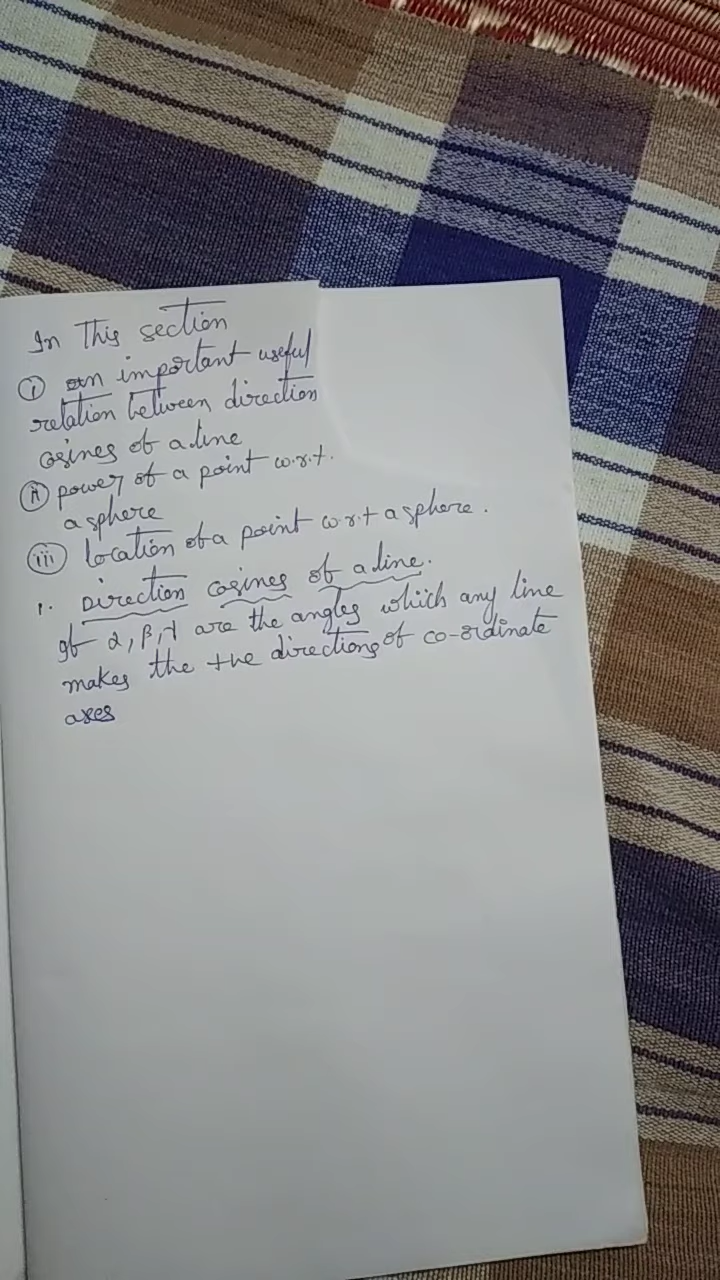 In This section
(i) an important useful
relation between direction
cosines of a line
(ii) power of a point w.r.t.
a sphere
(iii) location of a point w.r.t a sphere.
1. Direction cosines of a line.
If α, β, γ are the angles which any line
makes the +ve directions of co-ordinate
axes